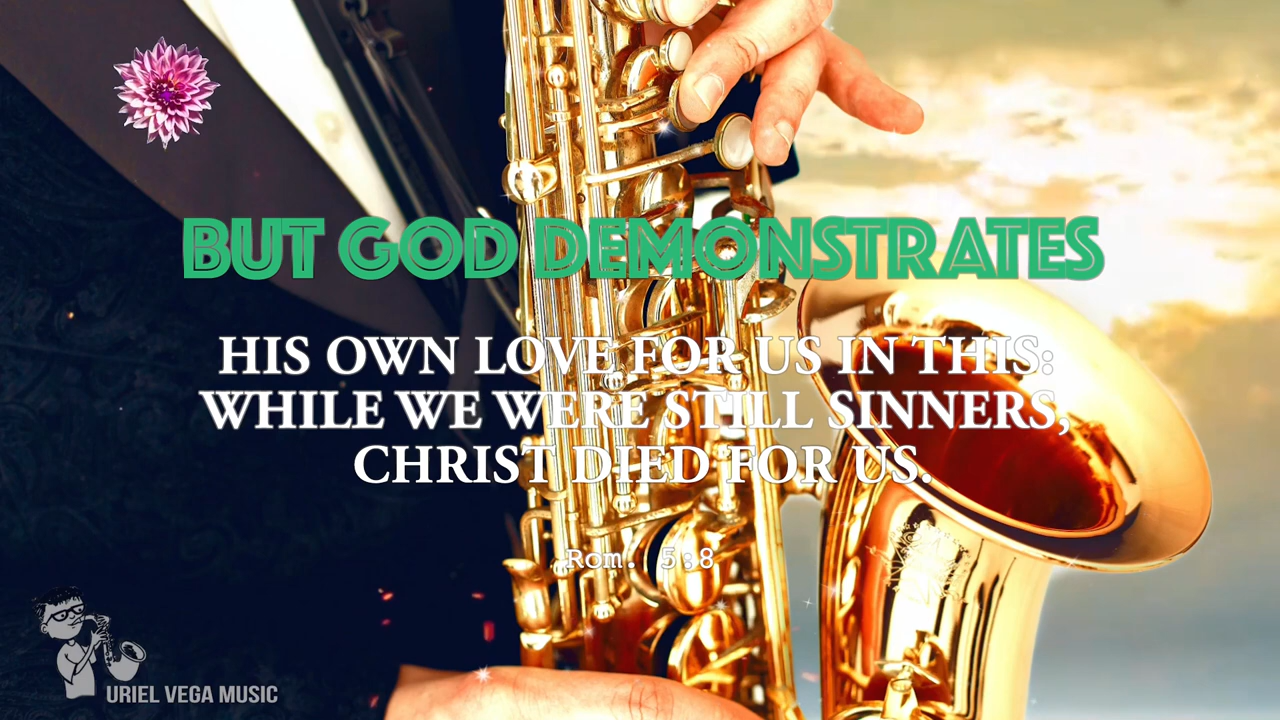 BUT GOD DEMONSTRATES
HIS OWN LOVE FOR US IN THIS:
WHILE WE WERE STILL SINNERS,
CHRIST DIED FOR US.
Rom. 5:8
URIEL VEGA MUSIC